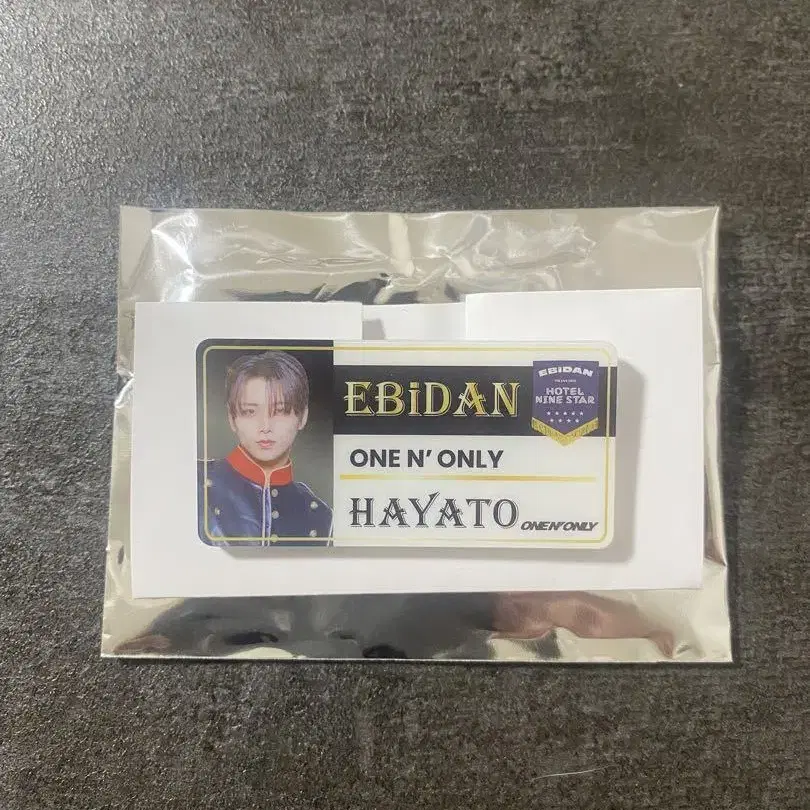 EBiDAN
EBiDAN
HOTEL
NINE STAR
ONE N' ONLY
HAYATO
ONE N' ONLY